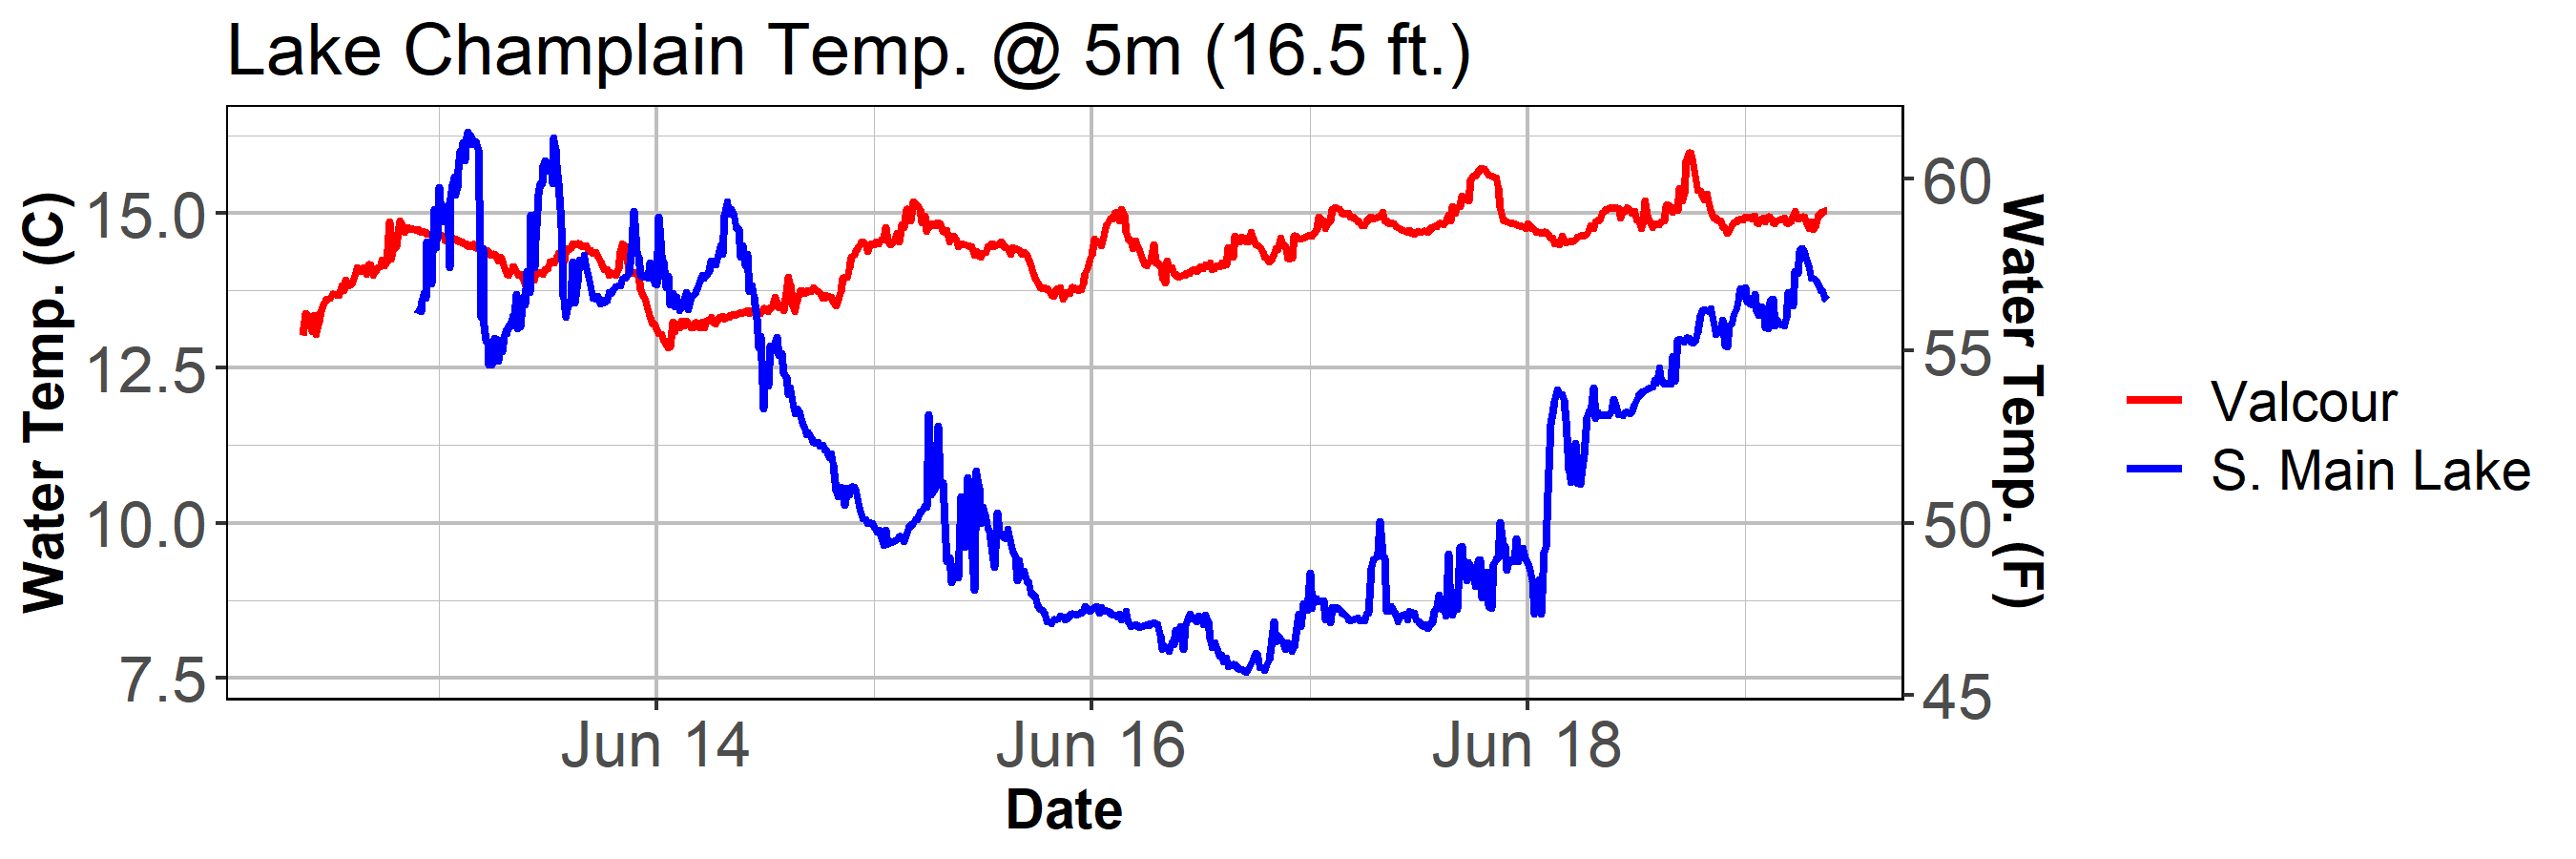 Lake Champlain Temp. @ 5m (16.5 ft.)
Water Temp. (C)
15.0
12.5
10.0
7.5
60
55
50
45
Water Temp. (F)
Jun 14 Jun 16 Jun 18
Date
Valcour
S. Main Lake